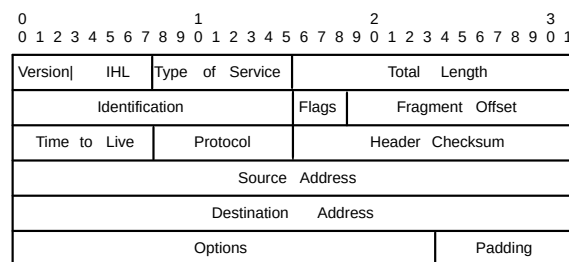 0 1 2 3
0 1 2 3 4 5 6 7 8 9 0 1 2 3 4 5 6 7 8 9 0 1 2 3 4 5 6 7 8 9 0 1
Version| IHL Type of Service Total Length
Identification Flags Fragment Offset
Time to Live Protocol Header Checksum
Source Address
Destination Address
Options Padding